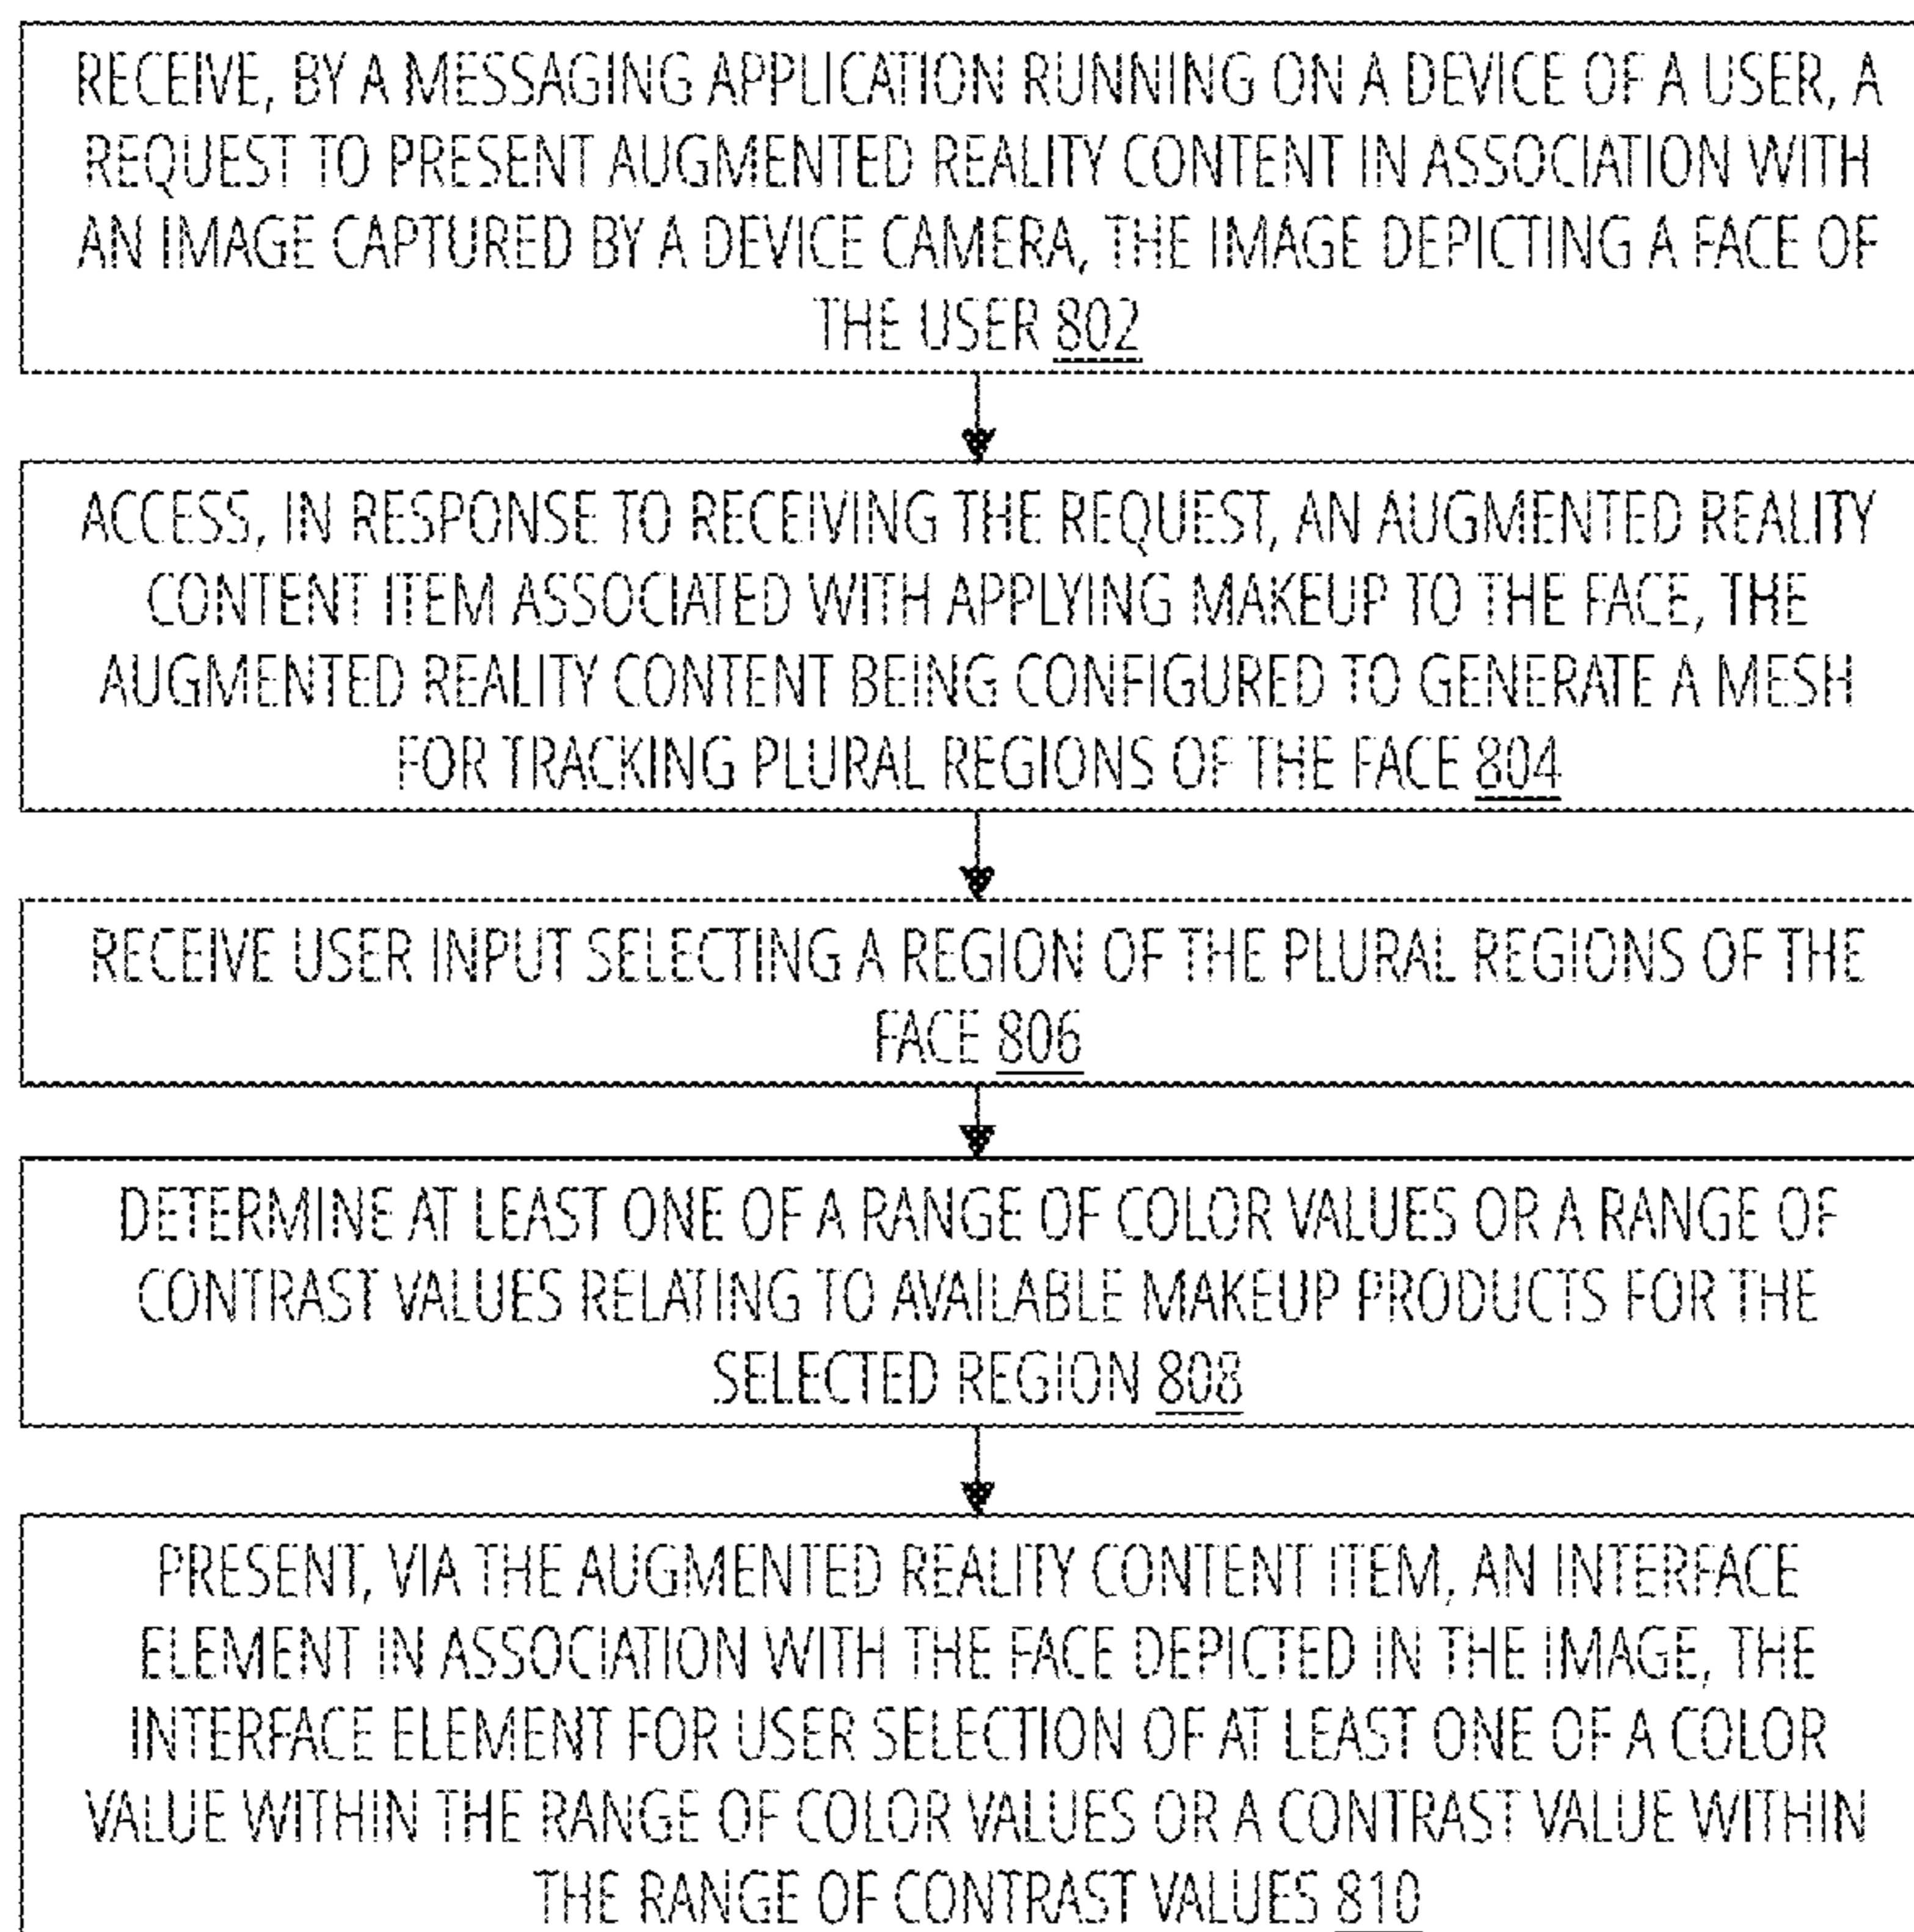 RECEIVE, BY A MESSAGING APPLICATION RUNNING ON A DEVICE OF A USER, A
REQUEST TO PRESENT AUGMENTED REALITY CONTENT IN ASSOCIATION WITH
AN IMAGE CAPTURED BY A DEVICE CAMERA, THE IMAGE DEPICTING A FACE OF
THE USER 802
ACCESS, IN RESPONSE TO RECEIVING THE REQUEST, AN AUGMENTED REALITY
CONTENT ITEM ASSOCIATED WITH APPLYING MAKEUP TO THE FACE, THE
AUGMENTED REALITY CONTENT BEING CONFIGURED TO GENERATE A MESH
FOR TRACKING PLURAL REGIONS OF THE FACE 804
RECEIVE USER INPUT SELECTING A REGION OF THE PLURAL REGIONS OF THE
FACE 806
DETERMINE AT LEAST ONE OF A RANGE OF COLOR VALUES OR A RANGE OF
CONTRAST VALUES RELATING TO AVAILABLE MAKEUP PRODUCTS FOR THE
SELECTED REGION 808
PRESENT, VIA THE AUGMENTED REALITY CONTENT ITEM, AN INTERFACE
ELEMENT IN ASSOCIATION WITH THE FACE DEPICTED IN THE IMAGE, THE
INTERFACE ELEMENT FOR USER SELECTION OF AT LEAST ONE OF A COLOR
VALUE WITHIN THE RANGE OF COLOR VALUES OR A CONTRAST VALUE WITHIN
THE RANGE OF CONTRAST VALUES 810